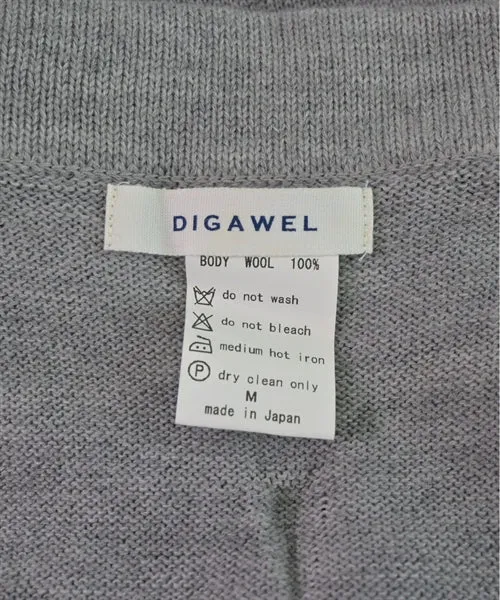 DIGAWEL
BODY WOOL 100%
do not wash
do not bleach
medium hot iron
P dry clean only
M
made in Japan